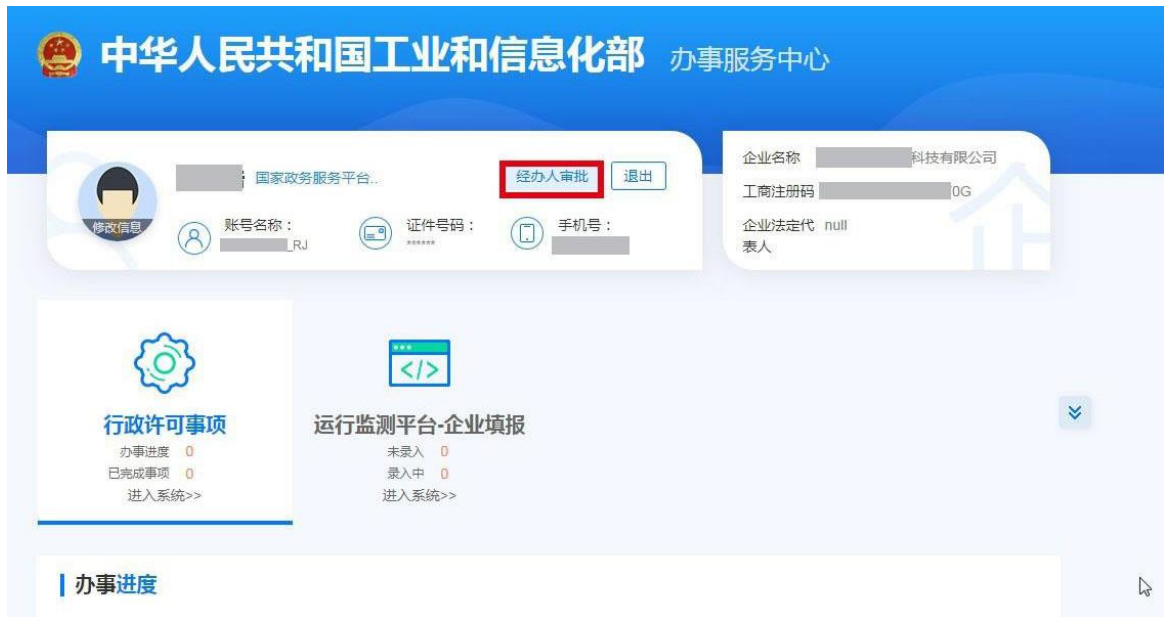 中华人民共和国工业和信息化部 办事服务中心
国家政务服务平台..
经办人审批
退出
修改信息
账号名称：
_RJ
证件号码：
******
手机号：
企业名称 科技有限公司
工商注册码 0G
企业法定代表人 null
企
行政许可事项
办事进度 0
已完成事项 0
进入系统>>
</>
运行监测平台-企业填报
未录入 0
录入中 0
进入系统>>
办事进度